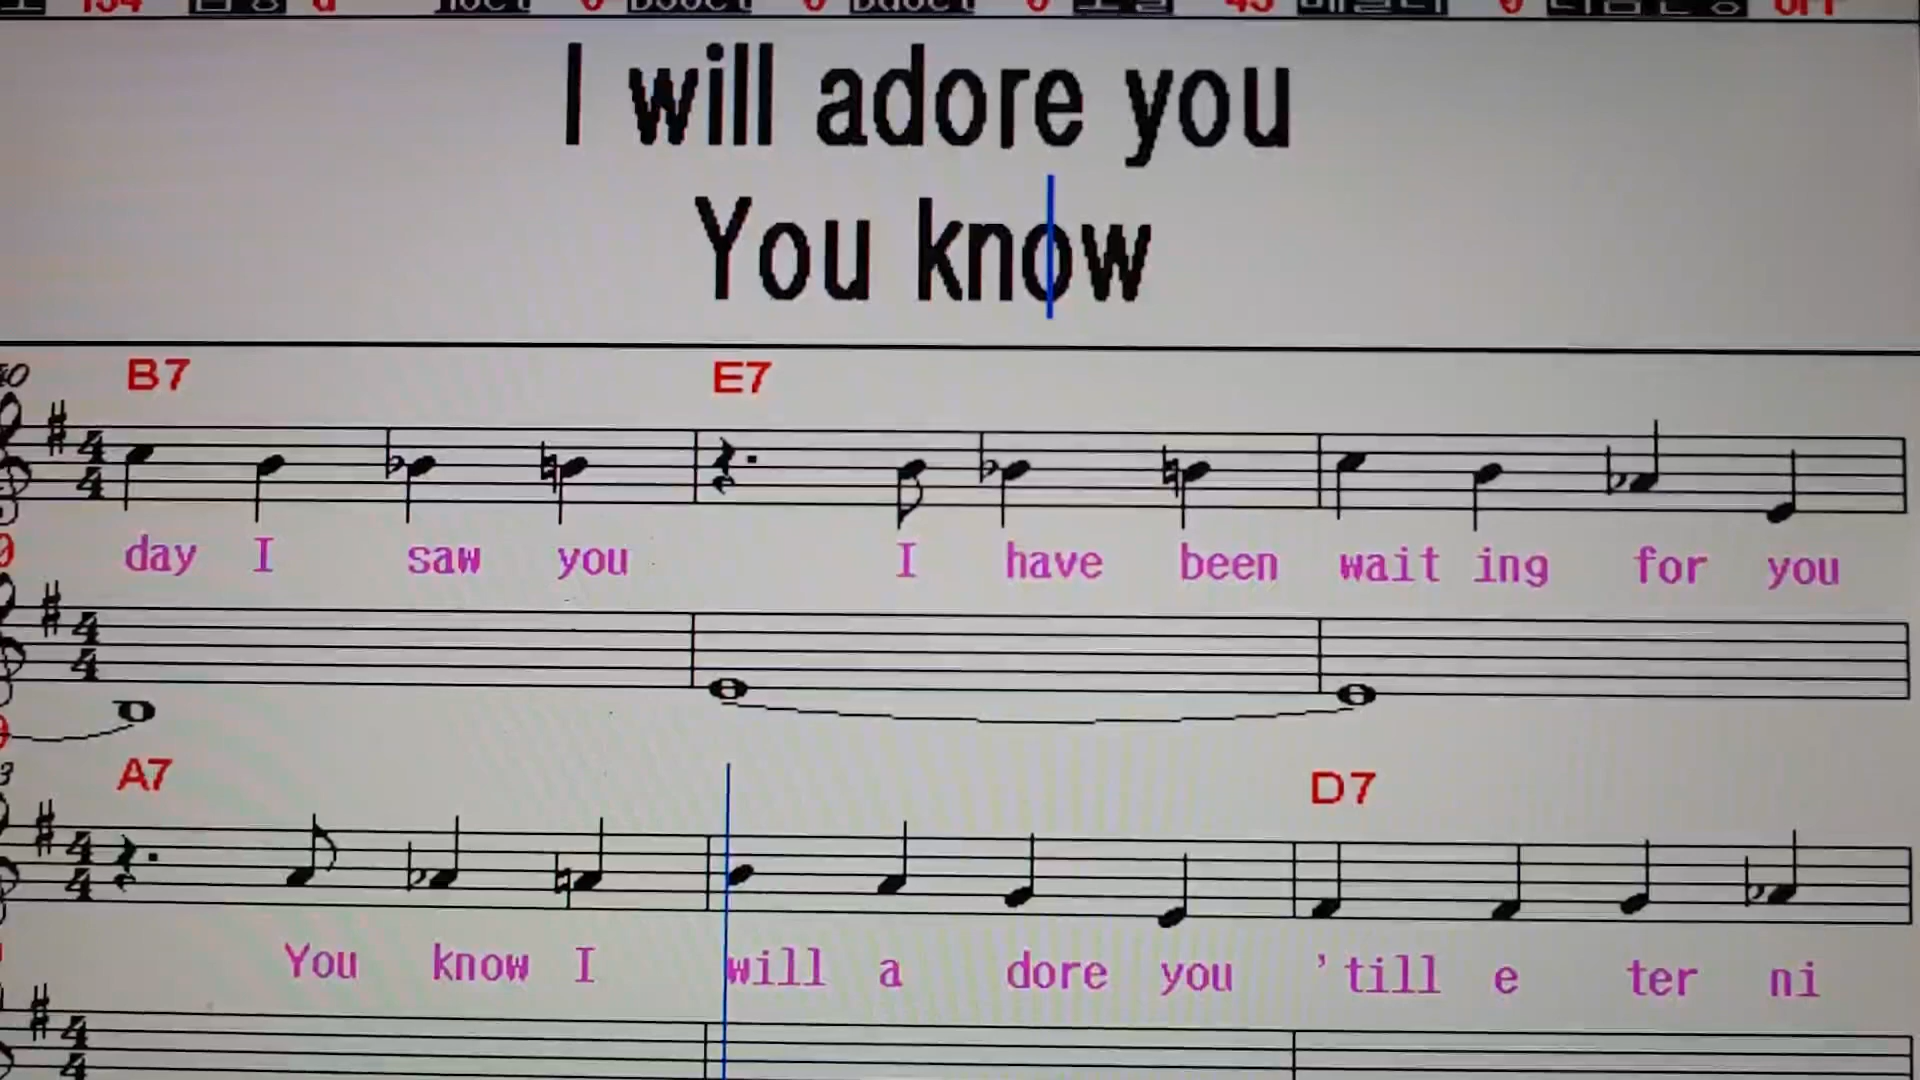 I will adore you
You know
B7 E7
day I saw you I have been wait ing for you
A7 D7
You know I will a dore you 'till e ter ni